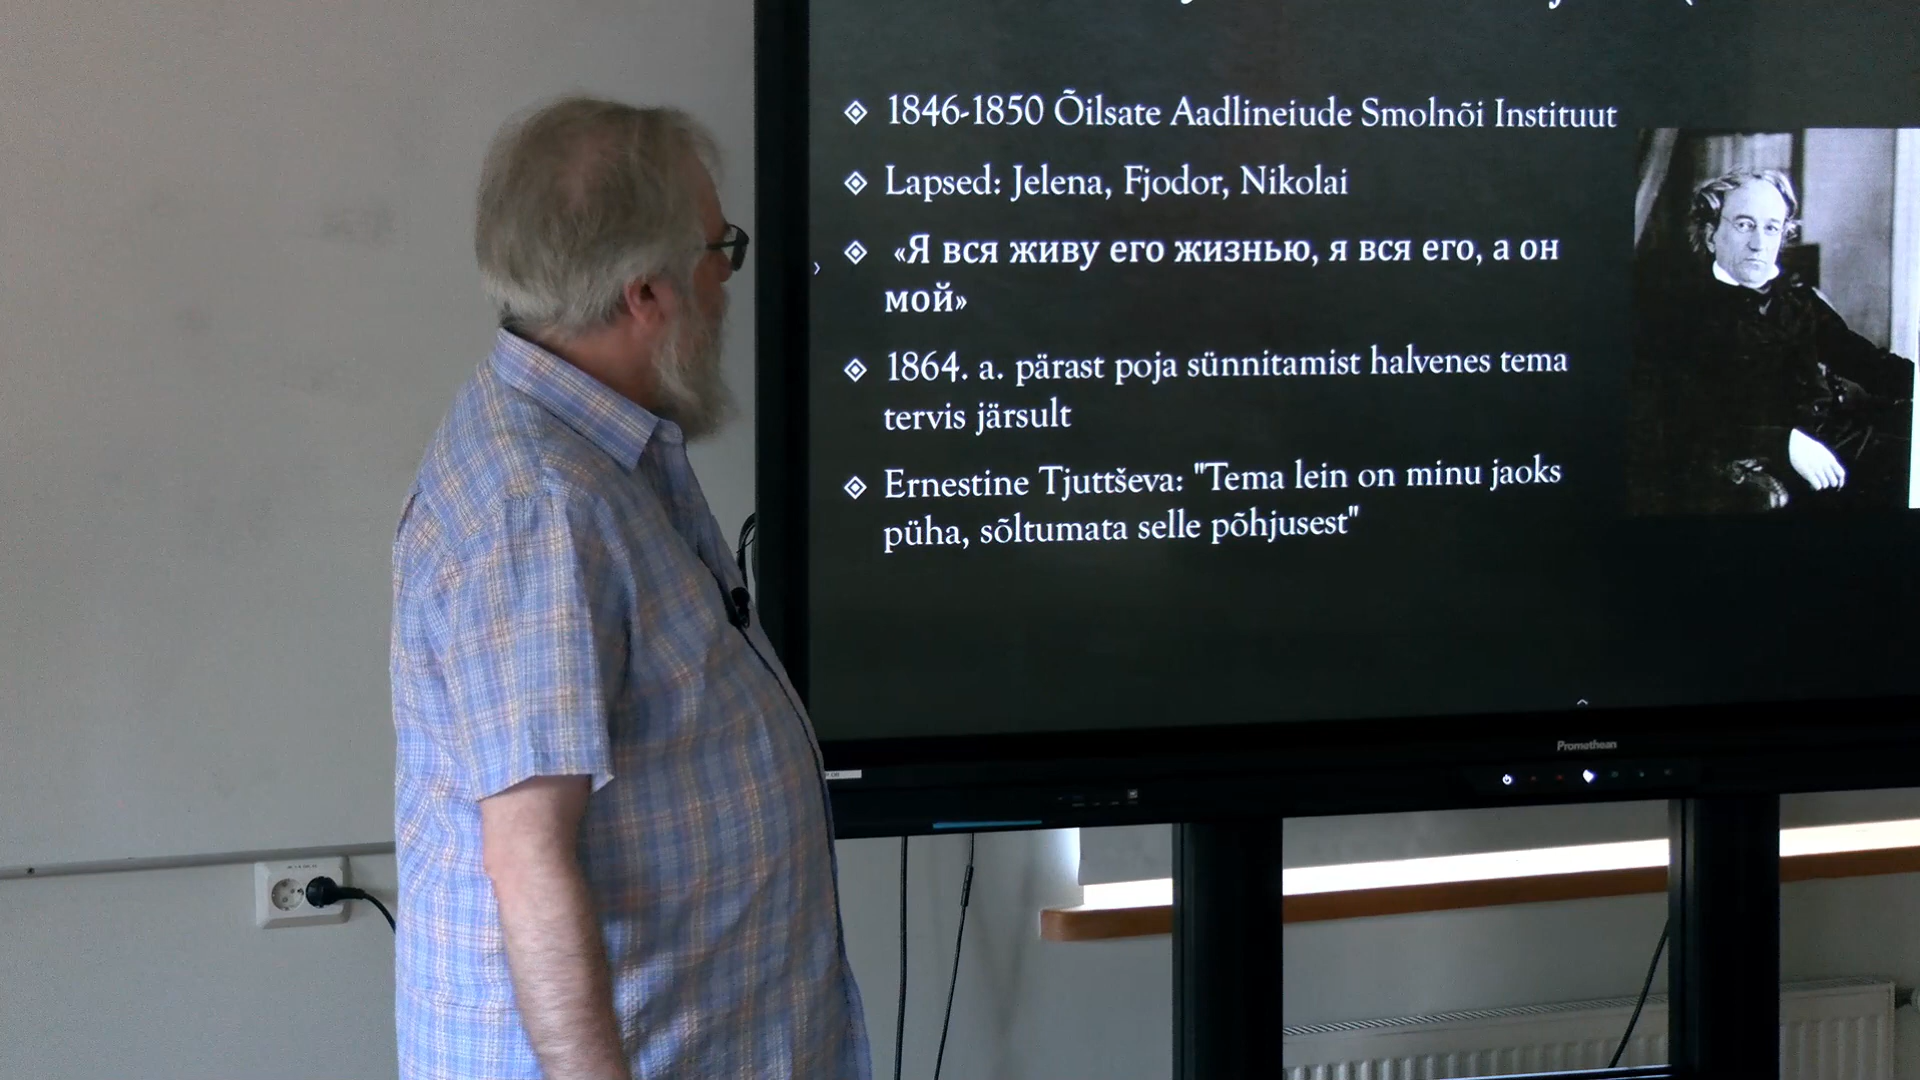 1846-1850 Õilsate Aadlineiude Smolnõi Instituut
Lapsed: Jelena, Fjodor, Nikolai
«Я вся живу его жизнью, я вся его, а он
мой»
1864. a. pärast poja sünnitamist halvenes tema
tervis järsult
Ernestine Tjuttševa: "Tema lein on minu jaoks
püha, sõltumata selle põhjusest"
Promethean